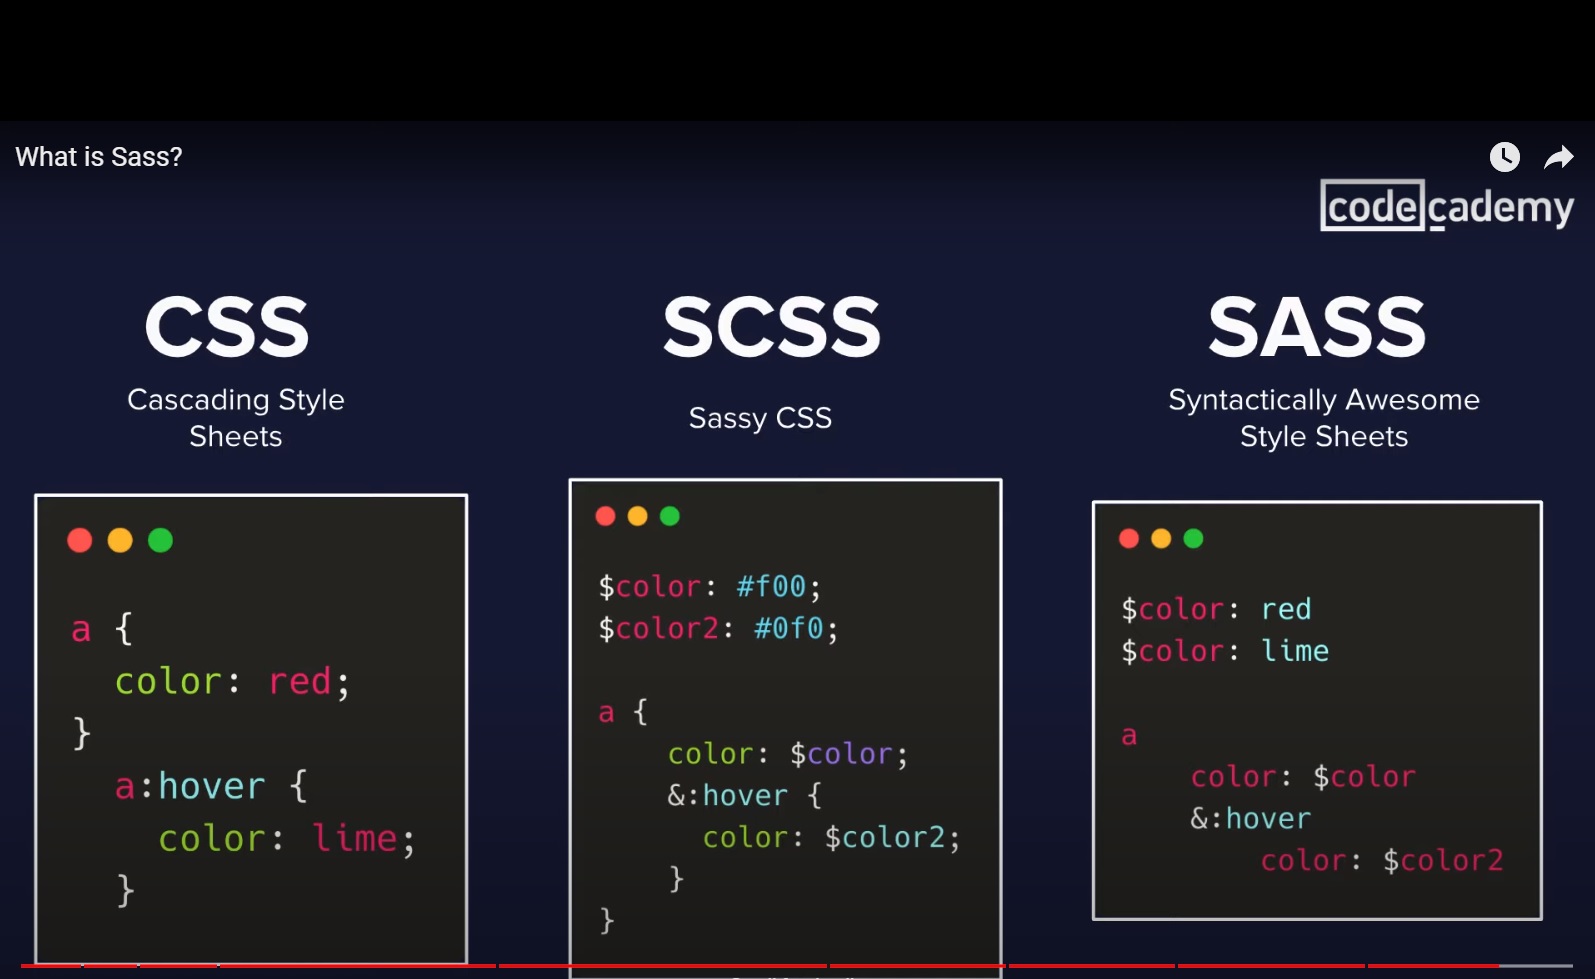 What is Sass?
codecademy
CSS
Cascading Style
Sheets
a {
  color: red;
}
  a:hover {
    color: lime;
  }
SCSS
Sassy CSS
$color: #f00;
$color2: #0f0;
a {
    color: $color;
    &:hover {
      color: $color2;
    }
}
SASS
Syntactically Awesome
Style Sheets
$color: red
$color: lime
a
    color: $color
    &:hover
        color: $color2